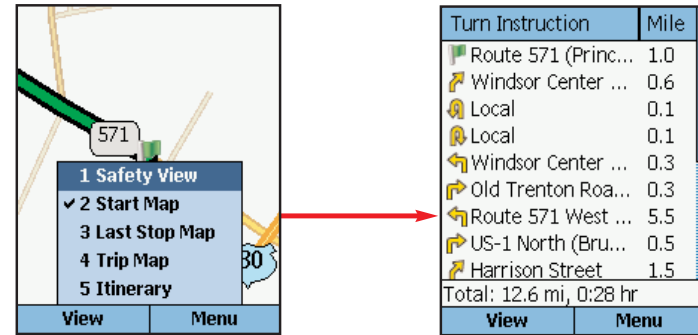 571
1 Safety View
2 Start Map
3 Last Stop Map
4 Trip Map
30
5 Itinerary
View Menu
Turn Instruction Mile
Route 571 (Princ... 1.0
Windsor Center ... 0.6
Local 0.1
Local 0.1
Windsor Center ... 0.3
Old Trenton Roa... 0.3
Route 571 West ... 5.5
US-1 North (Bru... 0.5
Harrison Street 1.5
Total: 12.6 mi, 0:28 hr
View Menu